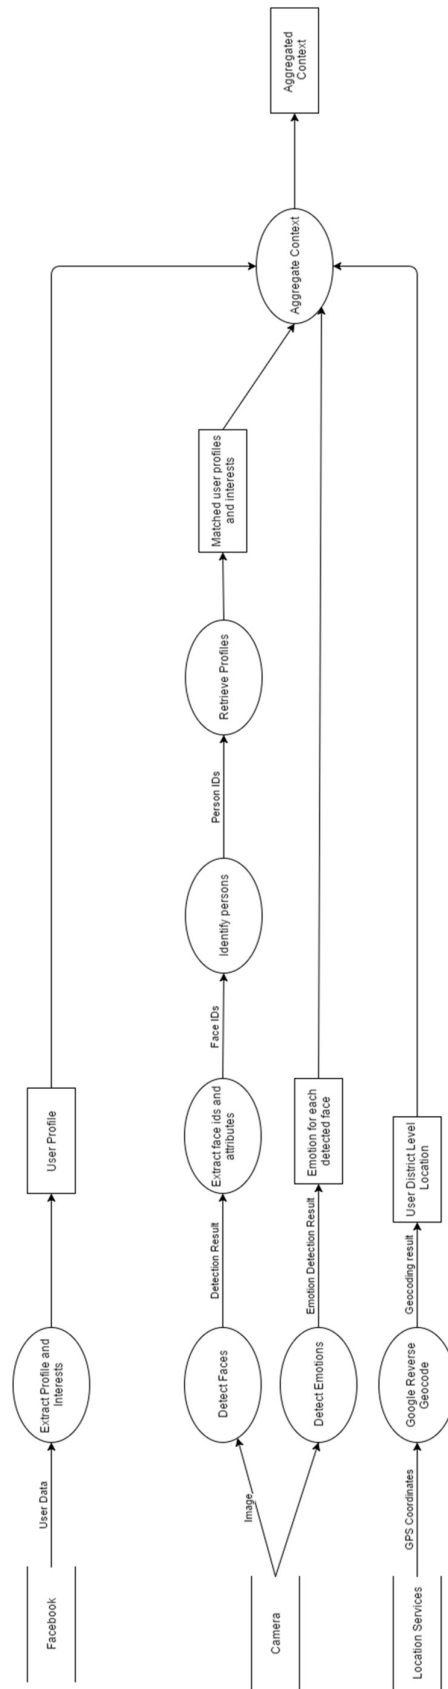 Facebook
User Data
Extract Profile and
Interests
User Profile
Camera
Image
Detect Faces
Detection Result
Extract face ids and
attributes
Face IDs
Identify persons
Person IDs
Retrieve Profiles
Matched user profiles
and interests
Detect Emotions
Emotion Detection Result
Emotion for each
detected face
Location Services
GPS Coordinates
Google Reverse
Geocode
Geocoding result
User District Level
Location
Aggregate Context
Aggregated
Context